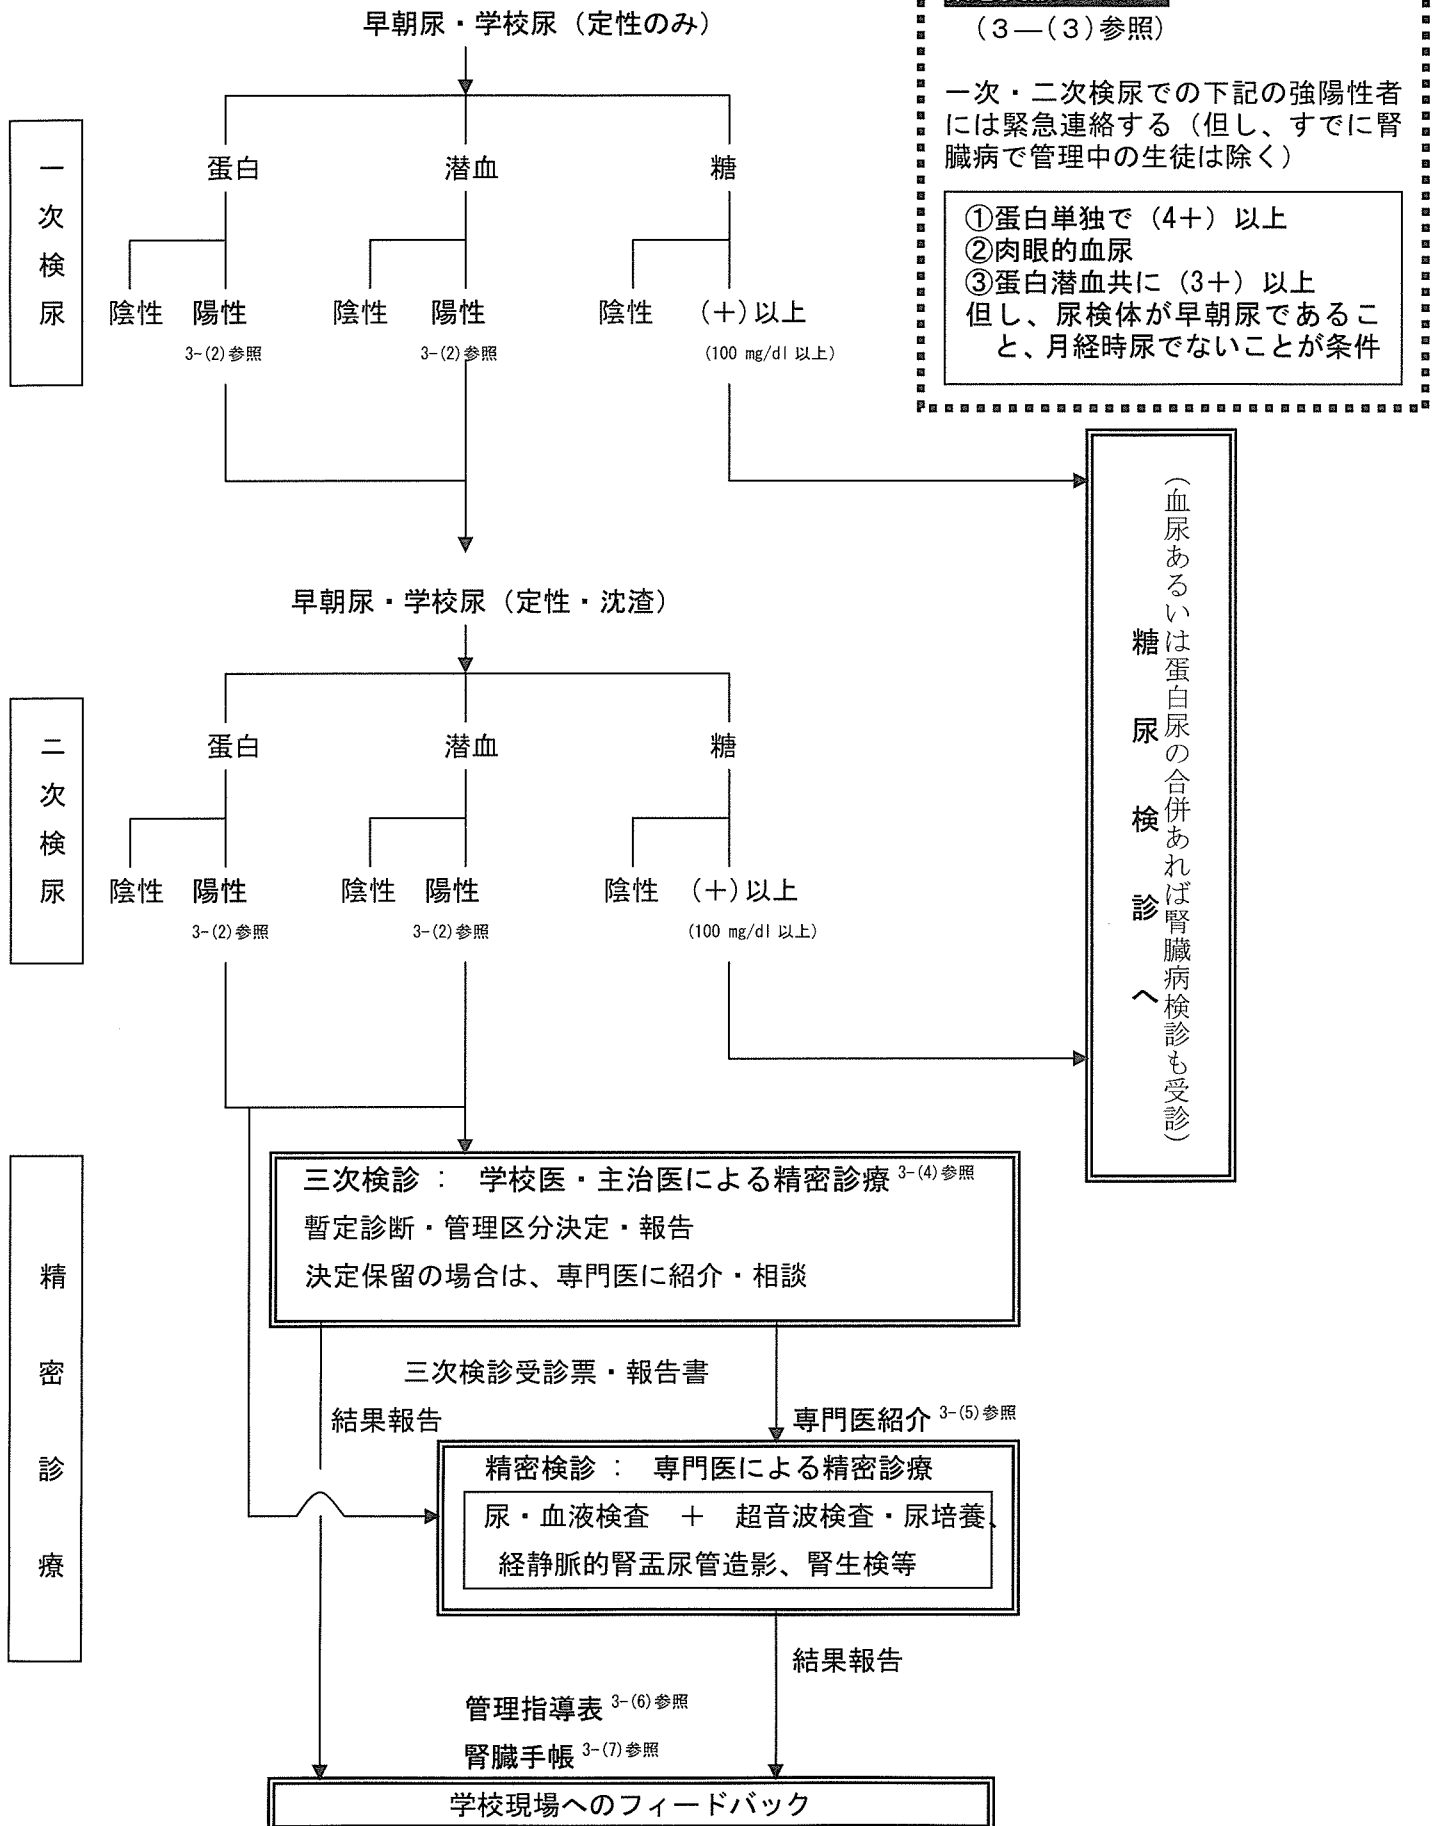 早朝尿・学校尿（定性のみ）
（３―（３）参照）
一次・二次検尿での下記の強陽性者
には緊急連絡する（但し、すでに腎
臓病で管理中の生徒は除く）
①蛋白単独で（4+）以上
②肉眼的血尿
③蛋白潜血共に（3+）以上
但し、尿検体が早朝尿であるこ
と、月経時尿でないことが条件
一次検尿
蛋白 潜血 糖
陰性 陽性 陰性 陽性 陰性 （+）以上
3-(2)参照 3-(2)参照 (100 mg/dl 以上)
早朝尿・学校尿（定性・沈渣）
二次検尿
蛋白 潜血 糖
陰性 陽性 陰性 陽性 陰性 （+）以上
3-(2)参照 3-(2)参照 (100 mg/dl 以上)
（血尿あるいは蛋白尿の合併あれば腎臓病検診も受診）
糖尿検診へ
精密診療
三次検診 ： 学校医・主治医による精密診療 3-(4)参照
暫定診断・管理区分決定・報告
決定保留の場合は、専門医に紹介・相談
三次検診受診票・報告書
結果報告 専門医紹介 3-(5)参照
精密検診 ： 専門医による精密診療
尿・血液検査 ＋ 超音波検査・尿培養、
経静脈的腎盂尿管造影、腎生検等
結果報告
管理指導表 3-(6)参照
腎臓手帳 3-(7)参照
学校現場へのフィードバック